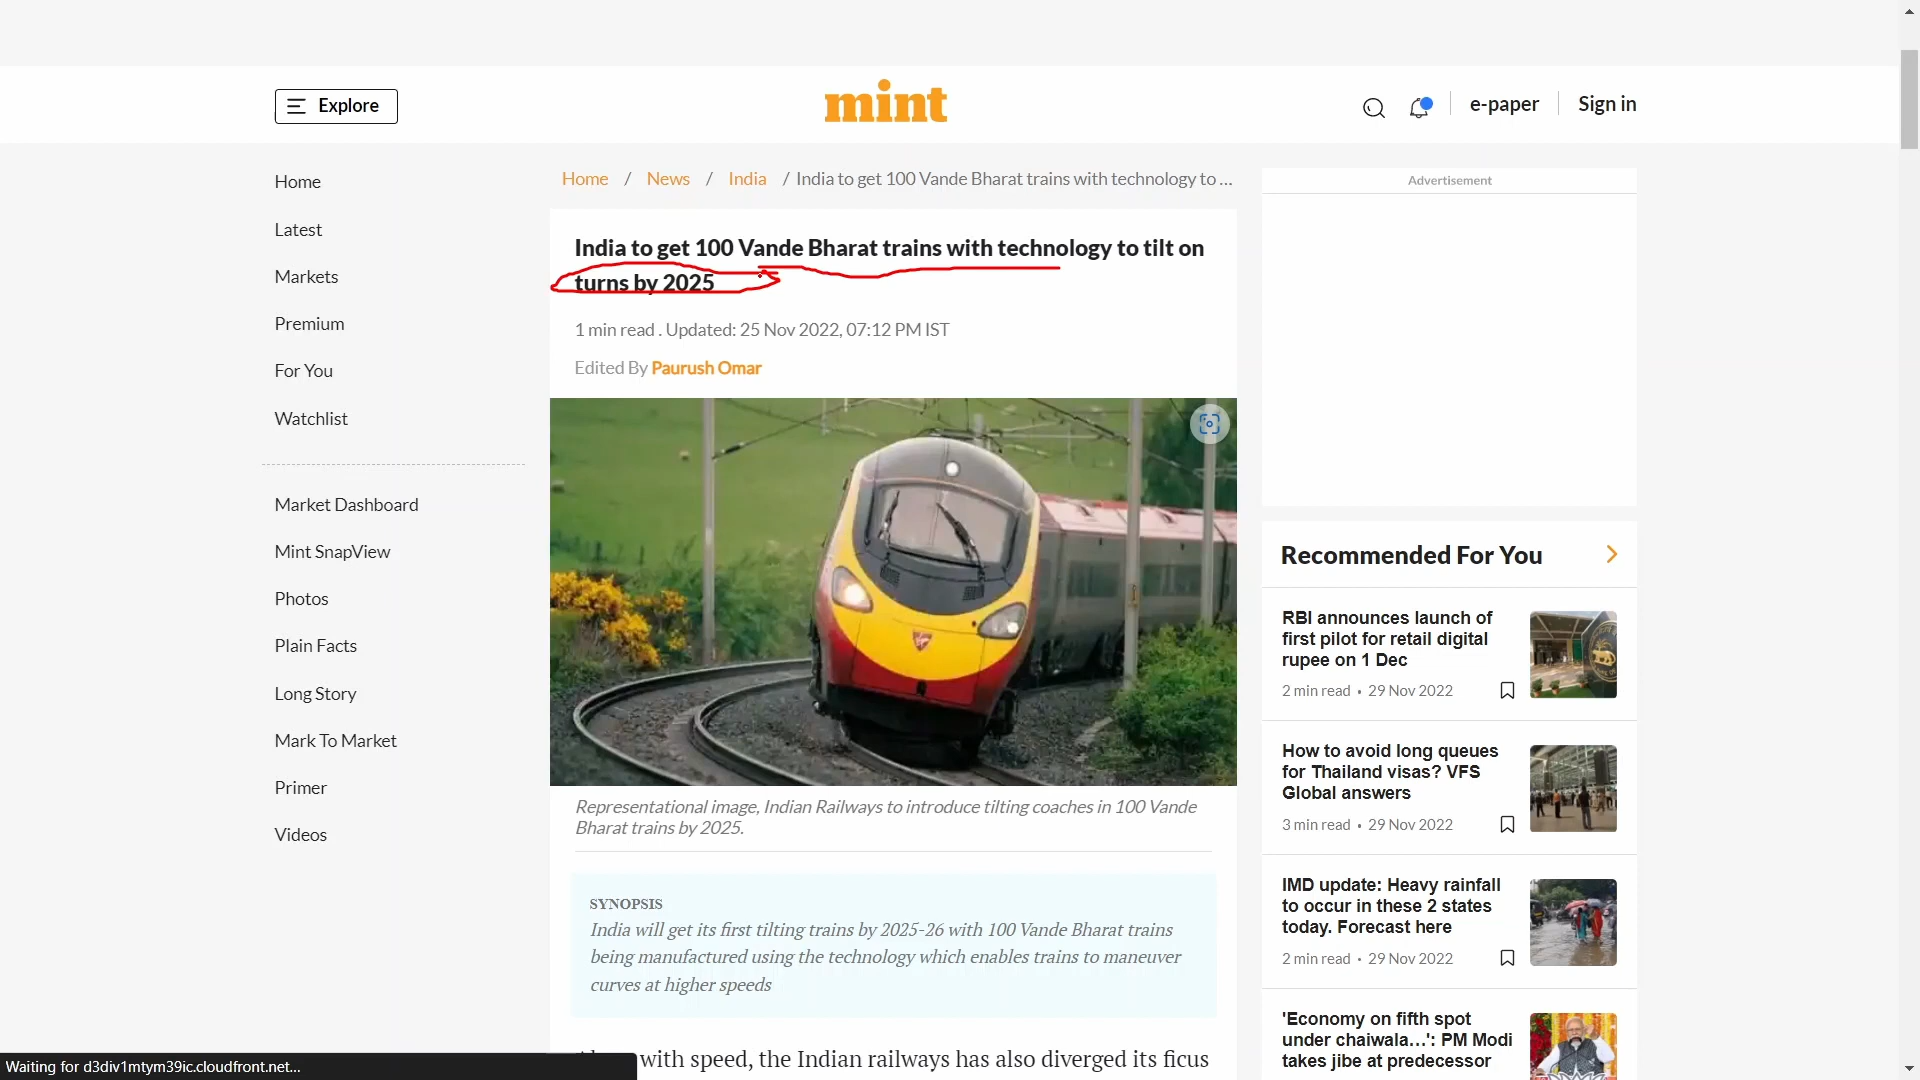 Explore
mint
e-paper
Sign in
Home
Latest
Markets
Premium
For You
Watchlist
Market Dashboard
Mint SnapView
Photos
Plain Facts
Long Story
Mark To Market
Primer
Videos
Home / News / India / India to get 100 Vande Bharat trains with technology to ...
India to get 100 Vande Bharat trains with technology to tilt on
turns by 2025
1 min read . Updated: 25 Nov 2022, 07:12 PM IST
Edited By Paurush Omar
Representational image, Indian Railways to introduce tilting coaches in 100 Vande
Bharat trains by 2025.
SYNOPSIS
India will get its first tilting trains by 2025-26 with 100 Vande Bharat trains
being manufactured using the technology which enables trains to maneuver
curves at higher speeds
with speed, the Indian railways has also diverged its ficus
Advertisement
Recommended For You
RBI announces launch of
first pilot for retail digital
rupee on 1 Dec
2 min read • 29 Nov 2022
How to avoid long queues
for Thailand visas? VFS
Global answers
3 min read • 29 Nov 2022
IMD update: Heavy rainfall
to occur in these 2 states
today. Forecast here
2 min read • 29 Nov 2022
'Economy on fifth spot
under chaiwala...': PM Modi
takes jibe at predecessor
Waiting for d3div1mtym39ic.cloudfront.net...